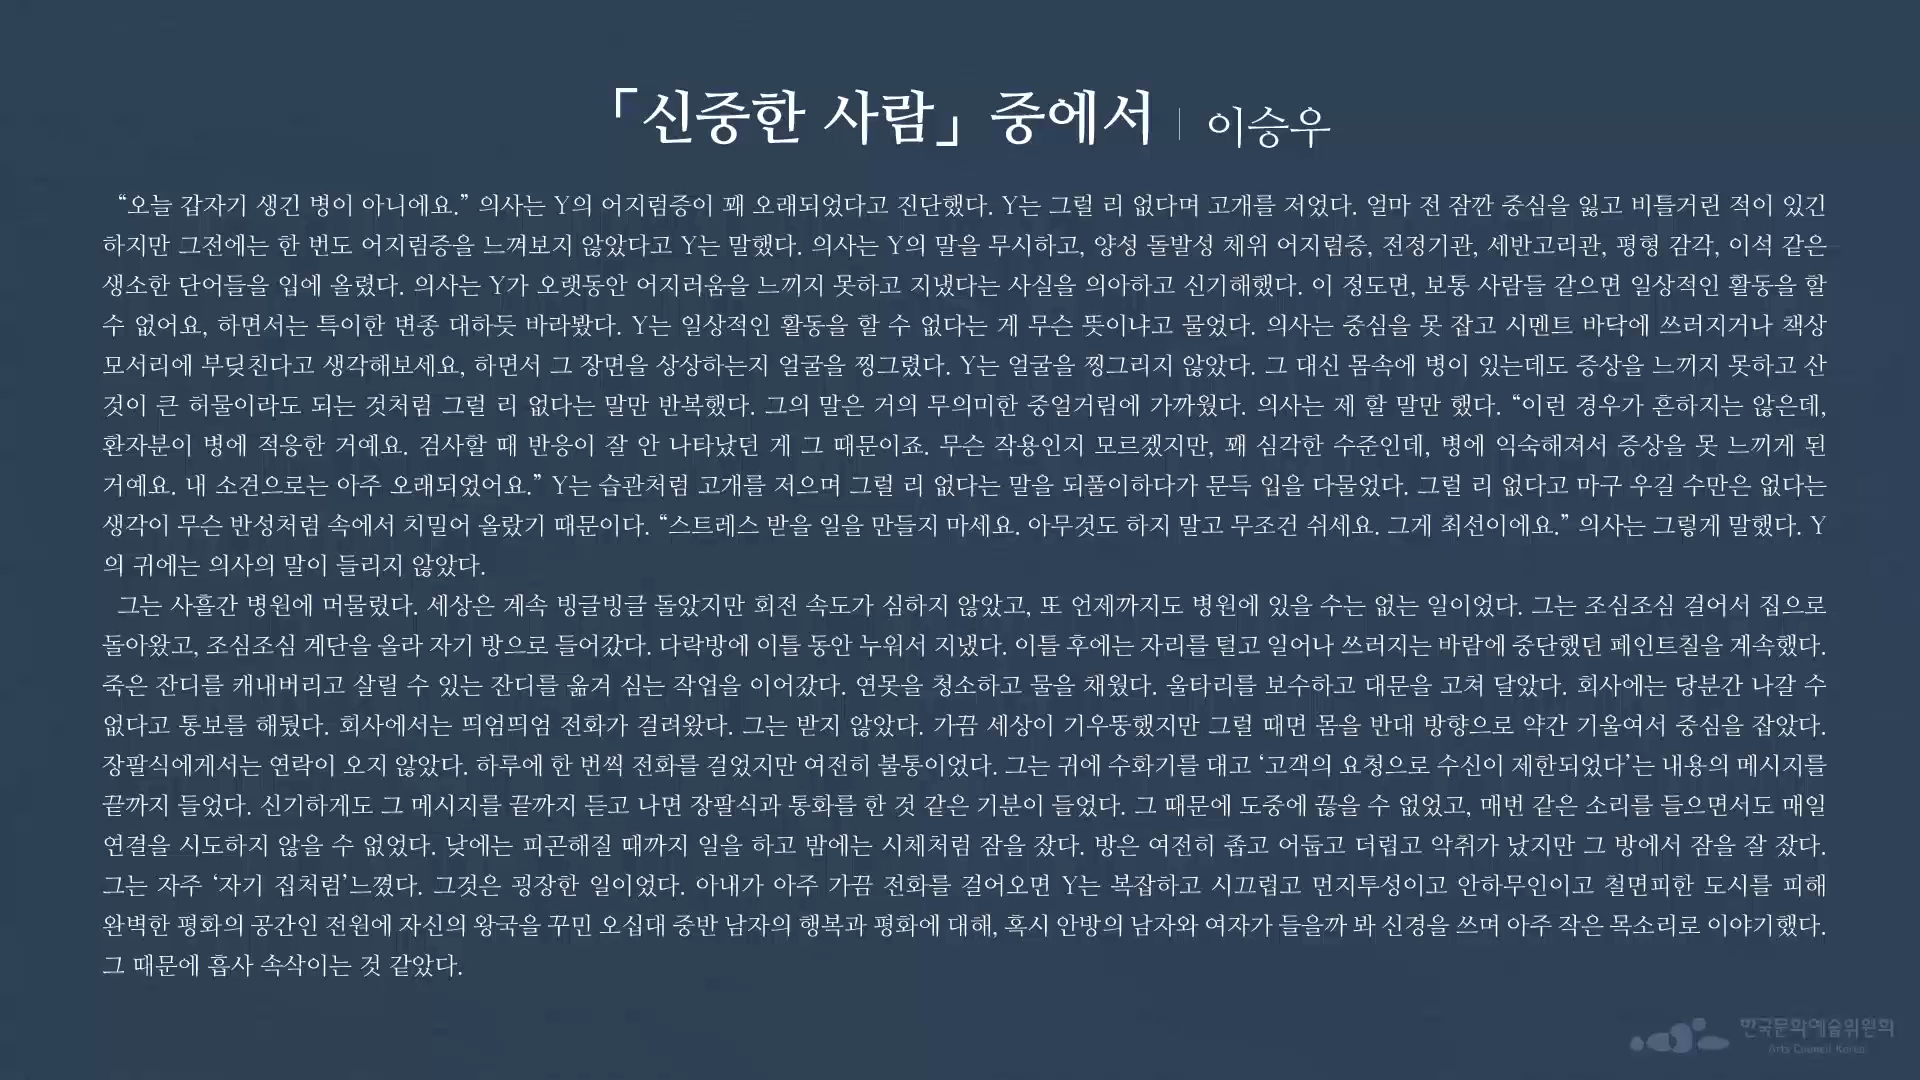 「신중한 사람」 중에서 | 이승우
“오늘 갑자기 생긴 병이 아니에요.” 의사는 Y의 어지럼증이 꽤 오래되었다고 진단했다. Y는 그럴 리 없다며 고개를 저었다. 얼마 전 잠깐 중심을 잃고 비틀거린 적이 있긴
하지만 그전에는 한 번도 어지럼증을 느껴보지 않았다고 Y는 말했다. 의사는 Y의 말을 무시하고, 양성 돌발성 체위 어지럼증, 전정기관, 세반고리관, 평형 감각, 이석 같은
생소한 단어들을 입에 올렸다. 의사는 Y가 오랫동안 어지러움을 느끼지 못하고 지냈다는 사실을 의아하고 신기해했다. 이 정도면, 보통 사람들 같으면 일상적인 활동을 할
수 없어요, 하면서는 특이한 변종 대하듯 바라봤다. Y는 일상적인 활동을 할 수 없다는 게 무슨 뜻이냐고 물었다. 의사는 중심을 못 잡고 시멘트 바닥에 쓰러지거나 책상
모서리에 부딪친다고 생각해보세요, 하면서 그 장면을 상상하는지 얼굴을 찡그렸다. Y는 얼굴을 찡그리지 않았다. 그 대신 몸속에 병이 있는데도 증상을 느끼지 못하고 산
것이 큰 허물이라도 되는 것처럼 그럴 리 없다는 말만 반복했다. 그의 말은 거의 무의미한 중얼거림에 가까웠다. 의사는 제 할 말만 했다. “이런 경우가 흔하지는 않은데,
환자분이 병에 적응한 거예요. 검사할 때 반응이 잘 안 나타났던 게 그 때문이죠. 무슨 작용인지 모르겠지만, 꽤 심각한 수준인데, 병에 익숙해져서 증상을 못 느끼게 된
거예요. 내 소견으로는 아주 오래되었어요.” Y는 습관처럼 고개를 저으며 그럴 리 없다는 말을 되풀이하다가 문득 입을 다물었다. 그럴 리 없다고 마구 우길 수만은 없다는
생각이 무슨 반성처럼 속에서 치밀어 올랐기 때문이다. “스트레스 받을 일을 만들지 마세요. 아무것도 하지 말고 무조건 쉬세요. 그게 최선이에요.” 의사는 그렇게 말했다. Y
의 귀에는 의사의 말이 들리지 않았다.
그는 사흘간 병원에 머물렀다. 세상은 계속 빙글빙글 돌았지만 회전 속도가 심하지 않았고, 또 언제까지도 병원에 있을 수는 없는 일이었다. 그는 조심조심 걸어서 집으로
돌아왔고, 조심조심 계단을 올라 자기 방으로 들어갔다. 다락방에 이틀 동안 누워서 지냈다. 이틀 후에는 자리를 털고 일어나 쓰러지는 바람에 중단했던 페인트칠을 계속했다.
죽은 잔디를 캐내버리고 살릴 수 있는 잔디를 옮겨 심는 작업을 이어갔다. 연못을 청소하고 물을 채웠다. 울타리를 보수하고 대문을 고쳐 달았다. 회사에는 당분간 나갈 수
없다고 통보를 해뒀다. 회사에서는 띄엄띄엄 전화가 걸려왔다. 그는 받지 않았다. 가끔 세상이 기우뚱했지만 그럴 때면 몸을 반대 방향으로 약간 기울여서 중심을 잡았다.
장팔식에게서는 연락이 오지 않았다. 하루에 한 번씩 전화를 걸었지만 여전히 불통이었다. 그는 귀에 수화기를 대고 ‘고객의 요청으로 수신이 제한되었다’는 내용의 메시지를
끝까지 들었다. 신기하게도 그 메시지를 끝까지 듣고 나면 장팔식과 통화를 한 것 같은 기분이 들었다. 그 때문에 도중에 끊을 수 없었고, 매번 같은 소리를 들으면서도 매일
연결을 시도하지 않을 수 없었다. 낮에는 피곤해질 때까지 일을 하고 밤에는 시체처럼 잠을 잤다. 방은 여전히 좁고 어둡고 더럽고 악취가 났지만 그 방에서 잠을 잘 잤다.
그는 자주 ‘자기 집처럼’느꼈다. 그것은 굉장한 일이었다. 아내가 아주 가끔 전화를 걸어오면 Y는 복잡하고 시끄럽고 먼지투성이고 안하무인이고 철면피한 도시를 피해
완벽한 평화의 공간인 전원에 자신의 왕국을 꾸민 오십대 중반 남자의 행복과 평화에 대해, 혹시 안방의 남자와 여자가 들을까 봐 신경을 쓰며 아주 작은 목소리로 이야기했다.
그 때문에 흡사 속삭이는 것 같았다.
한국문화예술위원회
Arts Council Korea